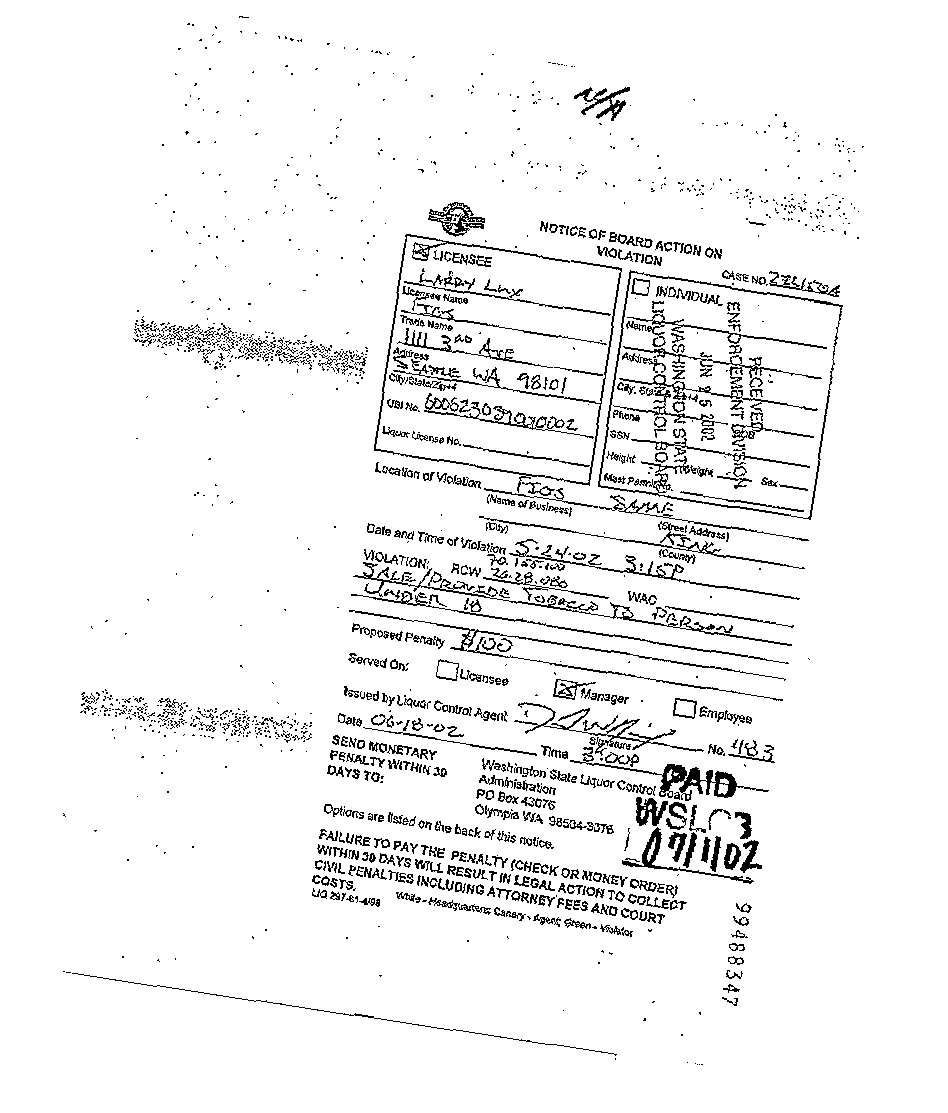 NOTICE OF BOARD ACTION ON
VIOLATION
CASE NO.
☒ LICENSEE
LARRY LUX
Licensee Name
FIOS
Trade Name
1111 3RD AVE
Address
SEATTLE WA 98101
City/State/Zip+4
UBI No.
Liquor License No.
☐ INDIVIDUAL
Name
Address
City, State
Phone
SSN
Height Weight Sex
Mast Permit No.
RECEIVED
JUN 25 2002
ENFORCEMENT DIVISION
WASHINGTON STATE
LIQUOR CONTROL BOARD
Location of Violation FIOS SAME
(Name of Business) (Street Address)
KING
(City) (County)
Date and Time of Violation 5-24-02 3:15P
70.155.100
VIOLATION: RCW 26.28.080 WAC
SALE/PROVIDE TOBACCO TO PERSON
UNDER 18
Proposed Penalty $100
Served On: ☐ Licensee ☒ Manager ☐ Employee
Issued by Liquor Control Agent No. 483
Signature
Date 06-18-02 Time 3:00P
SEND MONETARY
PENALTY WITHIN 30
DAYS TO:
Washington State Liquor Control Board
Administration
PO Box 43076
Olympia WA 98504-3076
PAID
WSLCB
07/1/02
Options are listed on the back of this notice.
FAILURE TO PAY THE PENALTY (CHECK OR MONEY ORDER)
WITHIN 30 DAYS WILL RESULT IN LEGAL ACTION TO COLLECT
CIVIL PENALTIES INCLUDING ATTORNEY FEES AND COURT
COSTS.
LIQ 297-61-4/98 White - Headquarters; Canary - Agent; Green - Violator
99488347